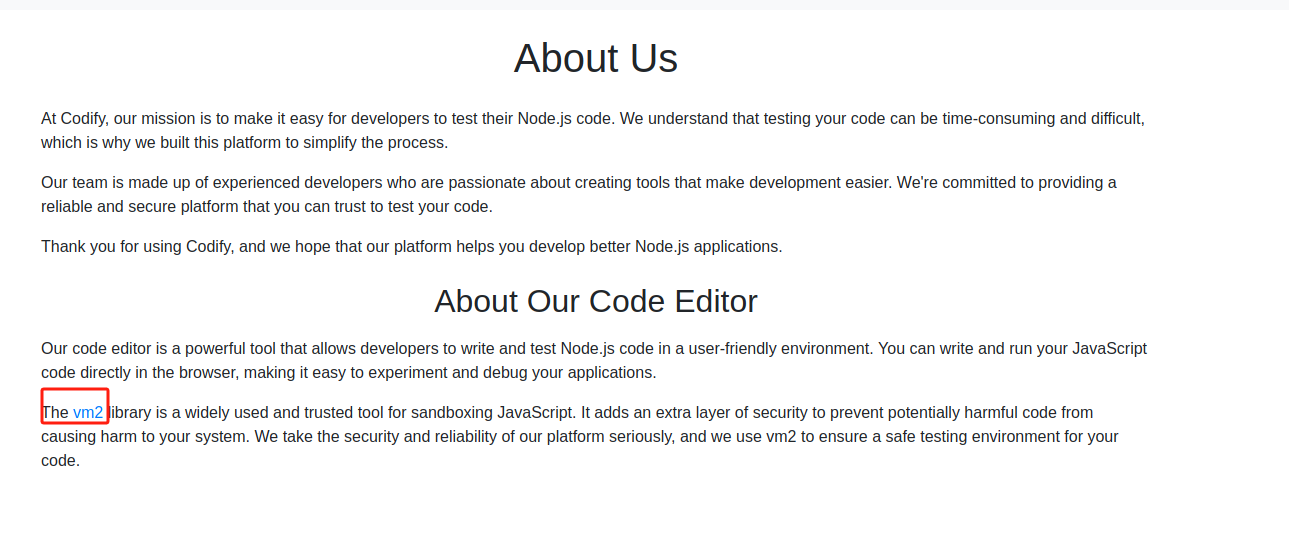 About Us
At Codify, our mission is to make it easy for developers to test their Node.js code. We understand that testing your code can be time-consuming and difficult,
which is why we built this platform to simplify the process.
Our team is made up of experienced developers who are passionate about creating tools that make development easier. We're committed to providing a
reliable and secure platform that you can trust to test your code.
Thank you for using Codify, and we hope that our platform helps you develop better Node.js applications.
About Our Code Editor
Our code editor is a powerful tool that allows developers to write and test Node.js code in a user-friendly environment. You can write and run your JavaScript
code directly in the browser, making it easy to experiment and debug your applications.
The vm2 library is a widely used and trusted tool for sandboxing JavaScript. It adds an extra layer of security to prevent potentially harmful code from
causing harm to your system. We take the security and reliability of our platform seriously, and we use vm2 to ensure a safe testing environment for your
code.